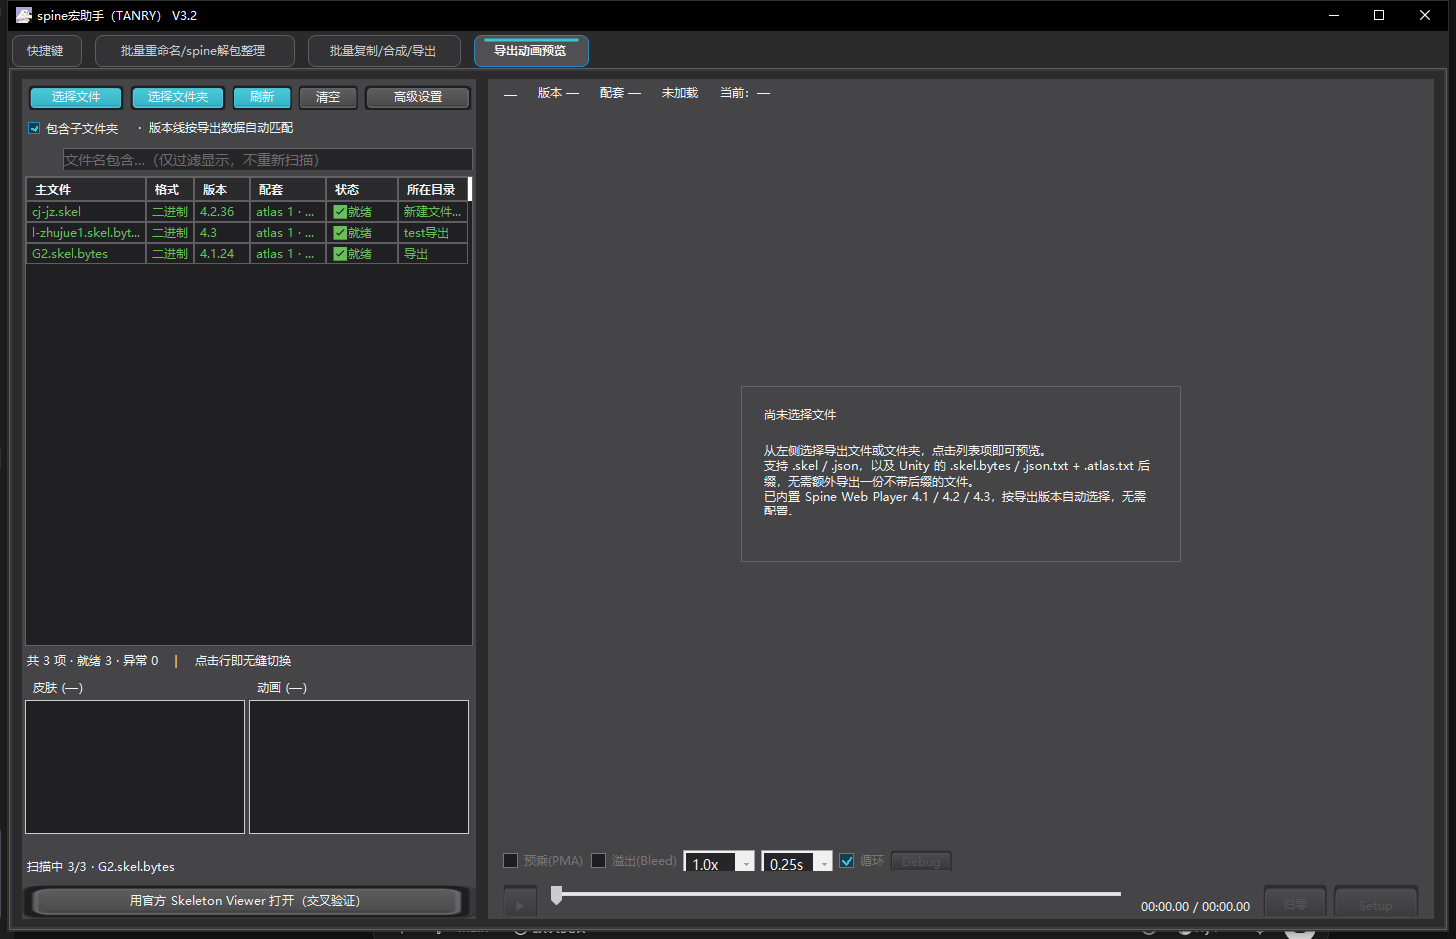 spine宏助手（TANRY） V3.2
快捷键 批量重命名/spine解包整理 批量复制/合成/导出 导出动画预览
选择文件 选择文件夹 刷新 清空 高级设置
包含子文件夹 · 版本线按导出数据自动匹配
文件名包含...（仅过滤显示，不重新扫描）
主文件 格式 版本 配套 状态 所在目录
cj-jz.skel 二进制 4.2.36 atlas 1 · ... ✅就绪 新建文件...
l-zhujue1.skel.byt... 二进制 4.3 atlas 1 · ... ✅就绪 test导出
G2.skel.bytes 二进制 4.1.24 atlas 1 · ... ✅就绪 导出
共 3 项 · 就绪 3 · 异常 0 | 点击行即无缝切换
皮肤 (—) 动画 (—)
扫描中 3/3 · G2.skel.bytes
用官方 Skeleton Viewer 打开（交叉验证）
— 版本 — 配套 — 未加载 当前：—
尚未选择文件
从左侧选择导出文件或文件夹，点击列表项即可预览。
支持 .skel / .json，以及 Unity 的 .skel.bytes / .json.txt + .atlas.txt 后
缀，无需额外导出一份不带后缀的文件。
已内置 Spine Web Player 4.1 / 4.2 / 4.3，按导出版本自动选择，无需
配置。
预乘(PMA) 溢出(Bleed) 1.0x 0.25s 循环 Debug
00:00.00 / 00:00.00 归零 Setup